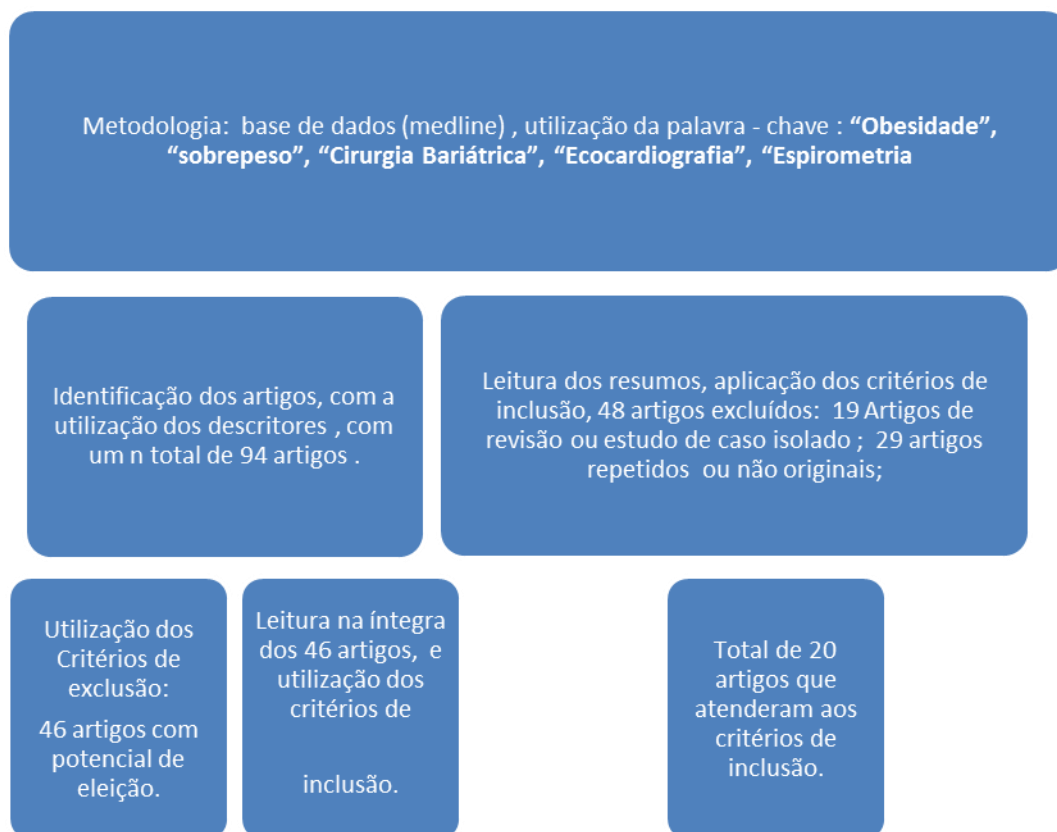 Metodologia:  base de dados (medline) , utilização da palavra - chave : “Obesidade”,
“sobrepeso”, “Cirurgia Bariátrica”, “Ecocardiografia”, “Espirometria
Identificação dos artigos, com a
utilização dos descritores , com
um n total de 94 artigos .
Leitura dos resumos, aplicação dos critérios de
inclusão, 48 artigos excluídos:  19 Artigos de
revisão ou estudo de caso isolado ;  29 artigos
repetidos  ou não originais;
Utilização dos
Critérios de
exclusão:
46 artigos com
potencial de
eleição.
Leitura na íntegra
dos 46 artigos,  e
utilização dos
critérios de
inclusão.
Total de 20
artigos que
atenderam aos
critérios de
inclusão.